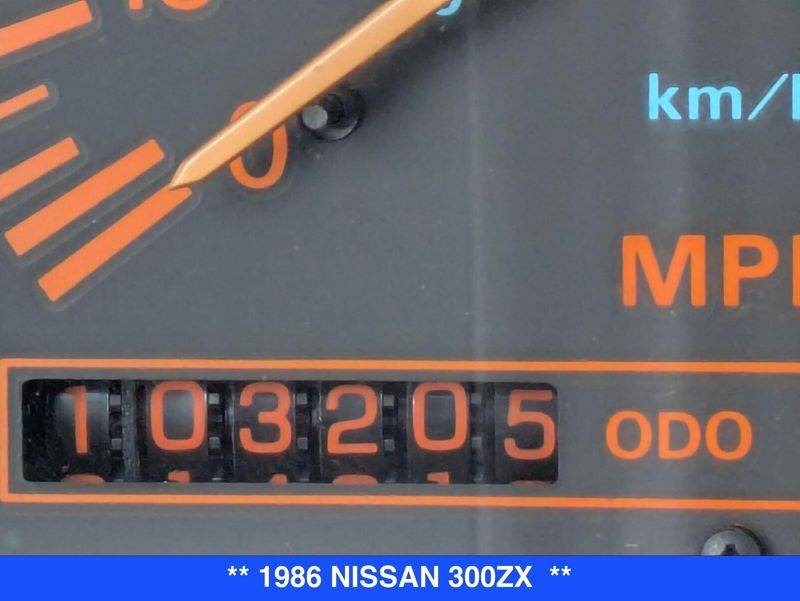 0
km/
MP
103205 ODO
** 1986 NISSAN 300ZX **